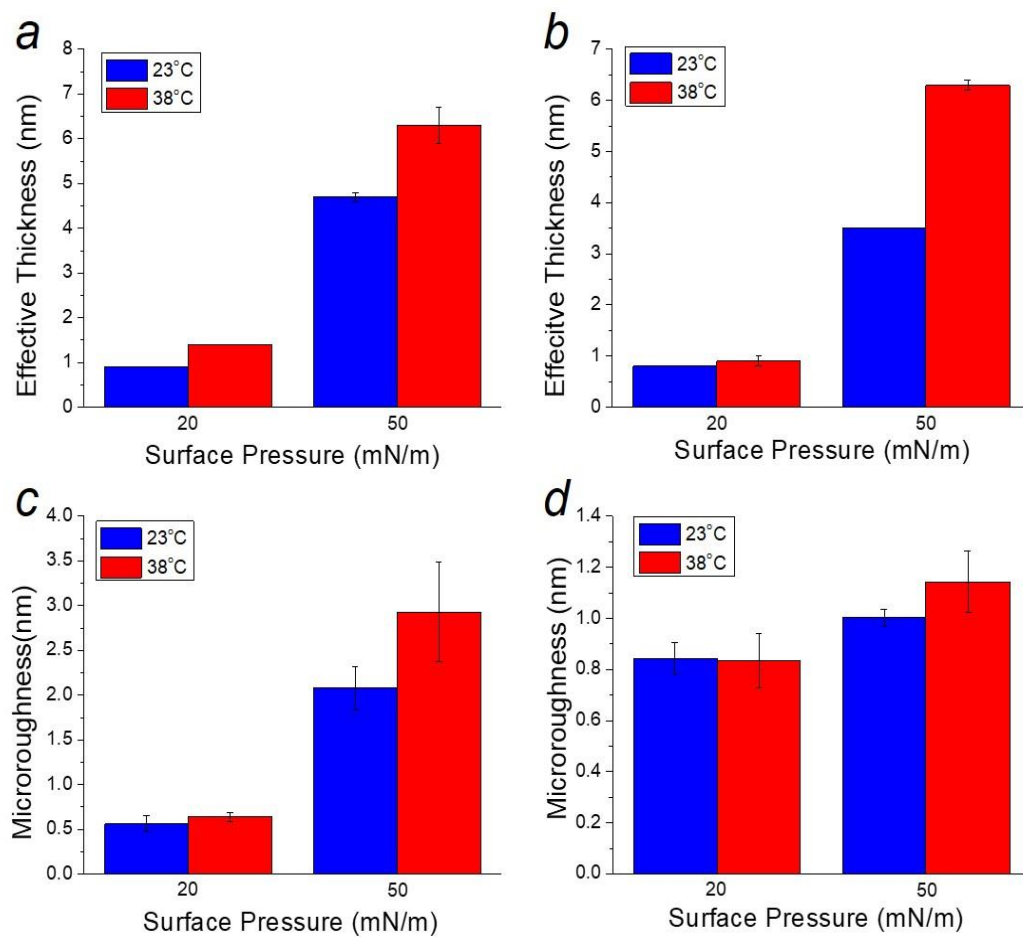 a
23°C
38°C
Effective Thickness (nm)
8
7
6
5
4
3
2
1
0
20
50
Surface Pressure (mN/m)
b
23°C
38°C
Effecitve Thickness (nm)
7
6
5
4
3
2
1
0
20
50
Surface Pressure (mN/m)
c
23°C
38°C
Microroughness(nm)
4.0
3.5
3.0
2.5
2.0
1.5
1.0
0.5
0.0
20
50
Surface Pressure (mN/m)
d
23°C
38°C
Microroughness (nm)
1.4
1.2
1.0
0.8
0.6
0.4
0.2
0.0
20
50
Surface Pressure (mN/m)